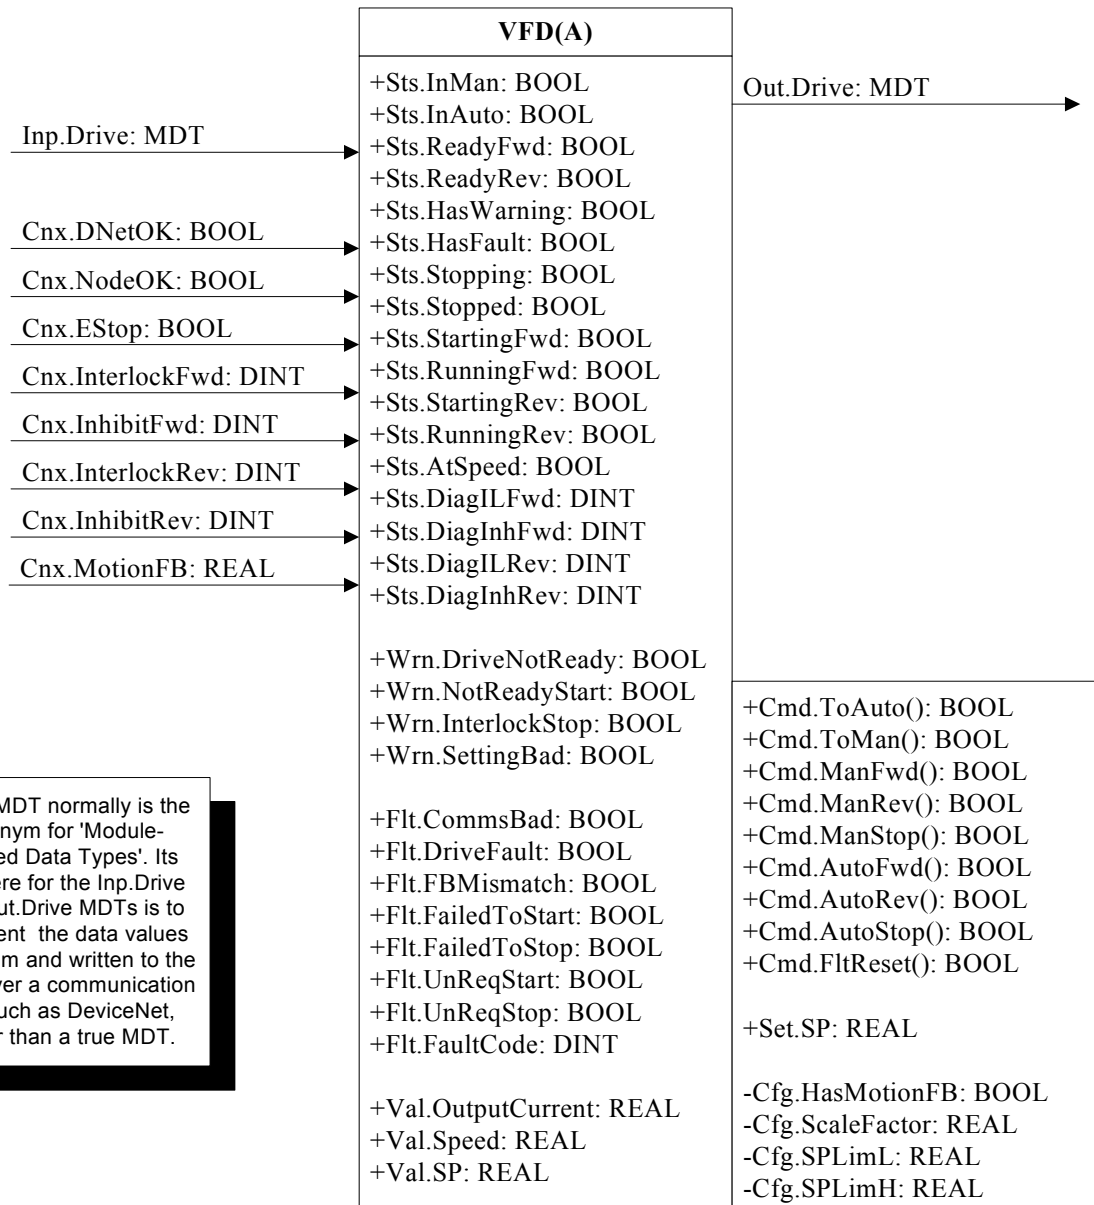 VFD(A)
Inp.Drive: MDT
Cnx.DNetOK: BOOL
Cnx.NodeOK: BOOL
Cnx.EStop: BOOL
Cnx.InterlockFwd: DINT
Cnx.InhibitFwd: DINT
Cnx.InterlockRev: DINT
Cnx.InhibitRev: DINT
Cnx.MotionFB: REAL
+Sts.InMan: BOOL
+Sts.InAuto: BOOL
+Sts.ReadyFwd: BOOL
+Sts.ReadyRev: BOOL
+Sts.HasWarning: BOOL
+Sts.HasFault: BOOL
+Sts.Stopping: BOOL
+Sts.Stopped: BOOL
+Sts.StartingFwd: BOOL
+Sts.RunningFwd: BOOL
+Sts.StartingRev: BOOL
+Sts.RunningRev: BOOL
+Sts.AtSpeed: BOOL
+Sts.DiagILFwd: DINT
+Sts.DiagInhFwd: DINT
+Sts.DiagILRev: DINT
+Sts.DiagInhRev: DINT
+Wrn.DriveNotReady: BOOL
+Wrn.NotReadyStart: BOOL
+Wrn.InterlockStop: BOOL
+Wrn.SettingBad: BOOL
+Flt.CommsBad: BOOL
+Flt.DriveFault: BOOL
+Flt.FBMismatch: BOOL
+Flt.FailedToStart: BOOL
+Flt.FailedToStop: BOOL
+Flt.UnReqStart: BOOL
+Flt.UnReqStop: BOOL
+Flt.FaultCode: DINT
+Val.OutputCurrent: REAL
+Val.Speed: REAL
+Val.SP: REAL
Out.Drive: MDT
+Cmd.ToAuto(): BOOL
+Cmd.ToMan(): BOOL
+Cmd.ManFwd(): BOOL
+Cmd.ManRev(): BOOL
+Cmd.ManStop(): BOOL
+Cmd.AutoFwd(): BOOL
+Cmd.AutoRev(): BOOL
+Cmd.AutoStop(): BOOL
+Cmd.FltReset(): BOOL
+Set.SP: REAL
-Cfg.HasMotionFB: BOOL
-Cfg.ScaleFactor: REAL
-Cfg.SPLimL: REAL
-Cfg.SPLimH: REAL
MDT normally is the
nym for 'Module-
ed Data Types'. Its
ere for the Inp.Drive
ut.Drive MDTs is to
ent the data values
m and written to the
ver a communication
uch as DeviceNet,
r than a true MDT.